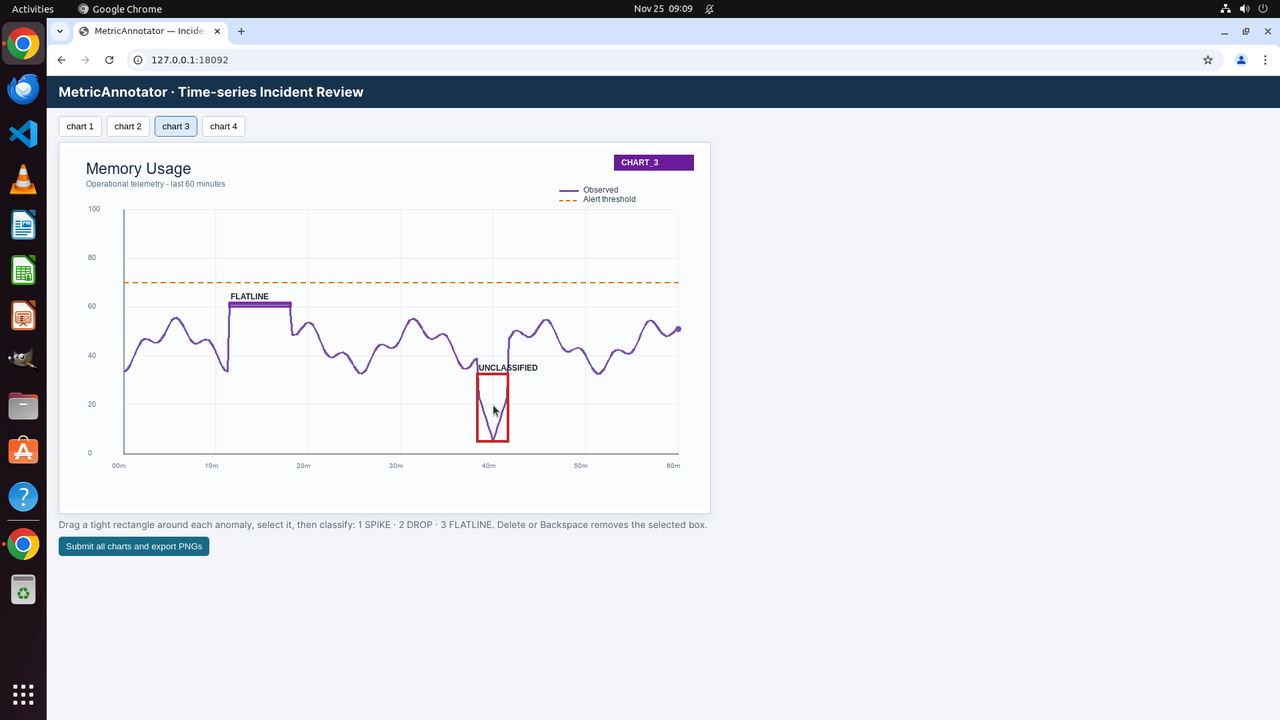 Activities
Google Chrome
Nov 25 09:09
MetricAnnotator — Incide
127.0.0.1:18092
MetricAnnotator · Time-series Incident Review
chart 1
chart 2
chart 3
chart 4
CHART_3
Memory Usage
Operational telemetry - last 60 minutes
Observed
Alert threshold
100
80
60
40
20
0
FLATLINE
UNCLASSIFIED
00m
10m
20m
30m
40m
50m
60m
Drag a tight rectangle around each anomaly, select it, then classify: 1 SPIKE · 2 DROP · 3 FLATLINE. Delete or Backspace removes the selected box.
Submit all charts and export PNGs